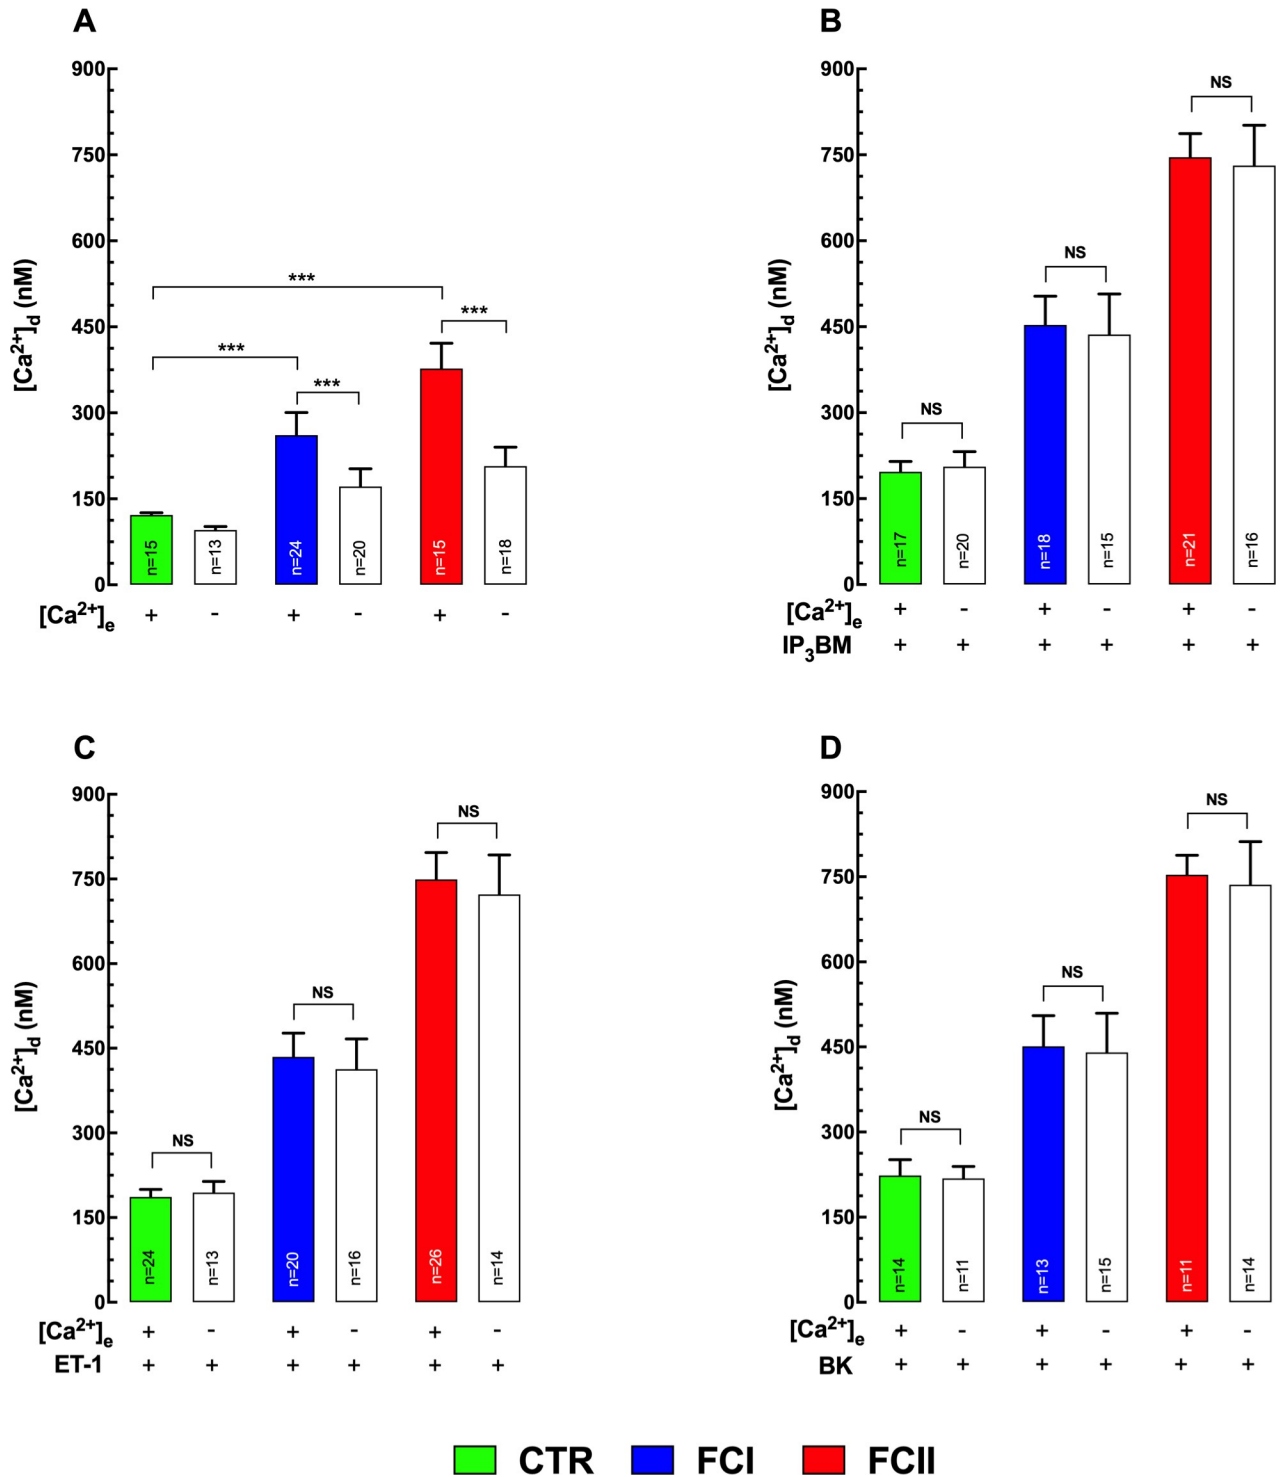 A
900
750
600
450
300
150
0
[Ca²⁺]d (nM)
***
***
***
***
n=15
n=13
n=24
n=20
n=15
n=18
[Ca²⁺]e + - + - + -
B
900
750
600
450
300
150
0
[Ca²⁺]d (nM)
NS
NS
NS
n=17
n=20
n=18
n=15
n=21
n=16
[Ca²⁺]e + - + - + -
IP₃BM + + + + + +
C
900
750
600
450
300
150
0
[Ca²⁺]d (nM)
NS
NS
NS
n=24
n=13
n=20
n=16
n=26
n=14
[Ca²⁺]e + - + - + -
ET-1 + + + + + +
D
900
750
600
450
300
150
0
[Ca²⁺]d (nM)
NS
NS
NS
n=14
n=11
n=13
n=15
n=11
n=14
[Ca²⁺]e + - + - + -
BK + + + + + +
CTR FCI FCII